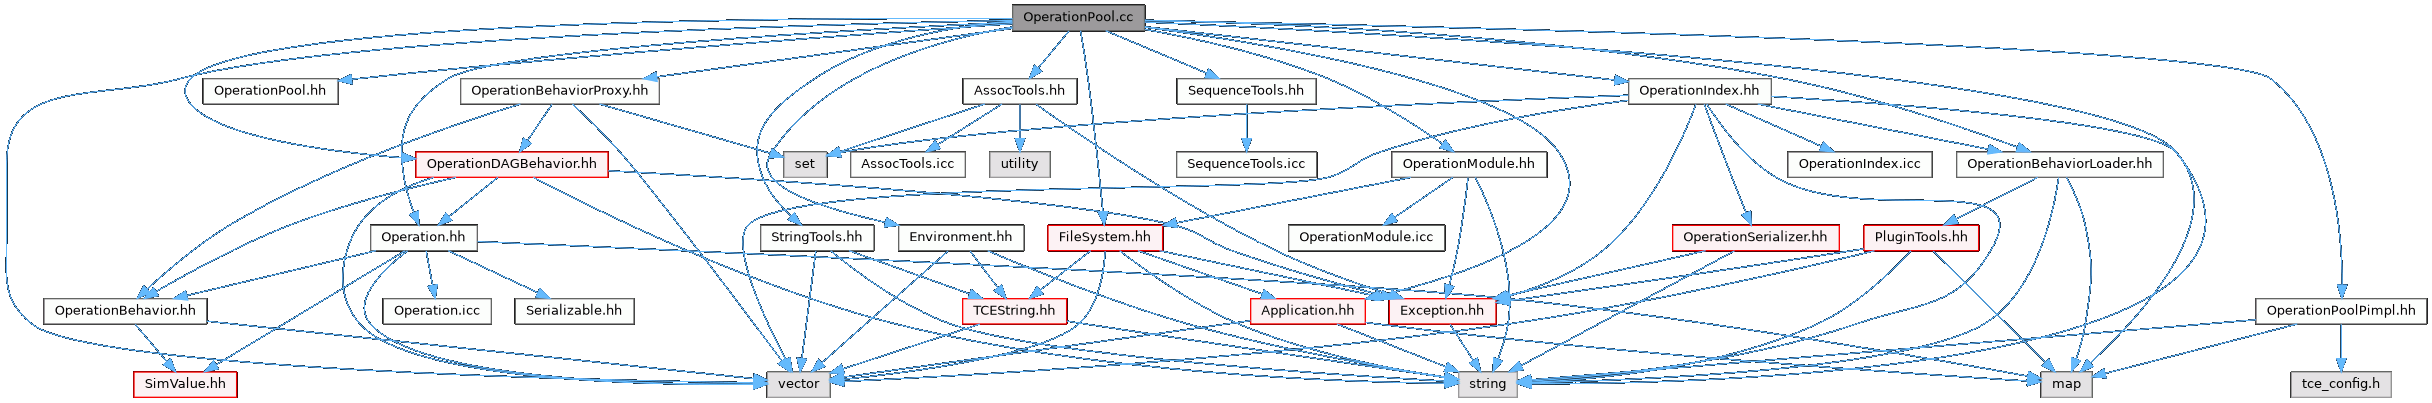 OperationPool.cc
OperationPool.hh
OperationBehaviorProxy.hh
AssocTools.hh
SequenceTools.hh
OperationIndex.hh
OperationDAGBehavior.hh
set
AssocTools.icc
utility
SequenceTools.icc
OperationModule.hh
OperationIndex.icc
OperationBehaviorLoader.hh
Operation.hh
StringTools.hh
Environment.hh
FileSystem.hh
OperationModule.icc
OperationSerializer.hh
PluginTools.hh
OperationBehavior.hh
Operation.icc
Serializable.hh
TCEString.hh
Application.hh
Exception.hh
OperationPoolPimpl.hh
SimValue.hh
vector
string
map
tce_config.h